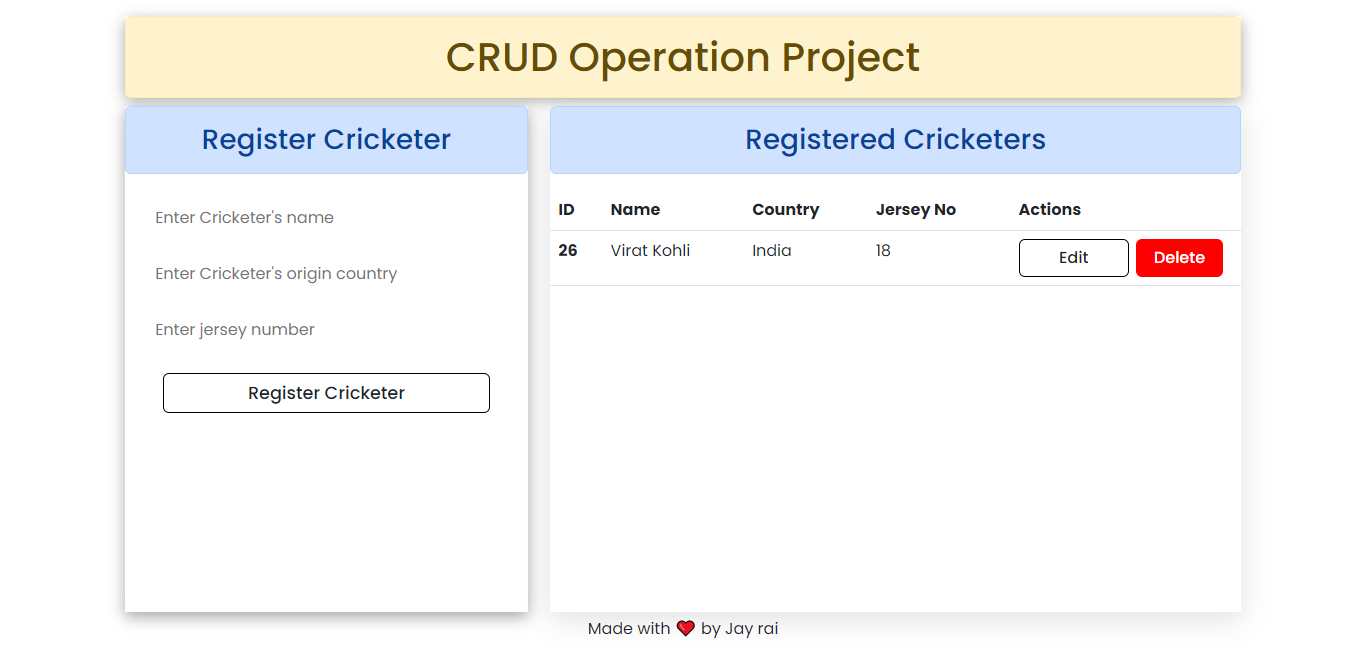 CRUD Operation Project
Register Cricketer
Enter Cricketer's name
Enter Cricketer's origin country
Enter jersey number
Register Cricketer
Registered Cricketers
ID Name Country Jersey No Actions
26 Virat Kohli India 18 Edit Delete
Made with ❤️ by Jay rai